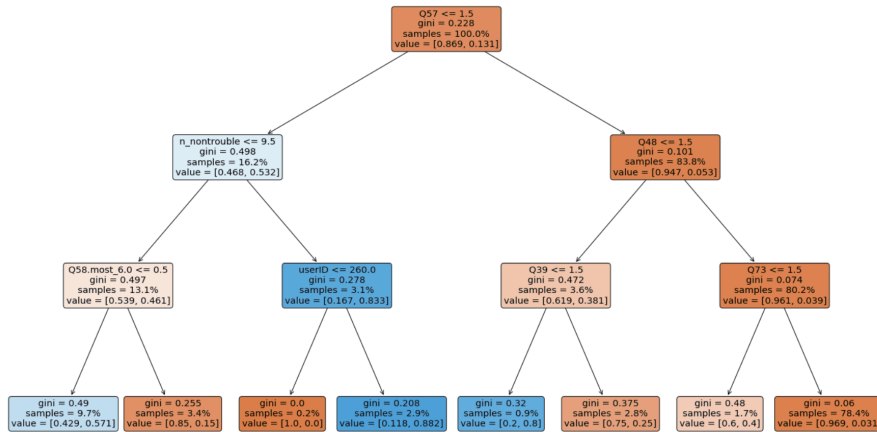 Q57 <= 1.5
gini = 0.228
samples = 100.0%
value = [0.869, 0.131]
n_nontrouble <= 9.5
gini = 0.498
samples = 16.2%
value = [0.468, 0.532]
Q48 <= 1.5
gini = 0.101
samples = 83.8%
value = [0.947, 0.053]
Q58.most_6.0 <= 0.5
gini = 0.497
samples = 13.1%
value = [0.539, 0.461]
userID <= 260.0
gini = 0.278
samples = 3.1%
value = [0.167, 0.833]
Q39 <= 1.5
gini = 0.472
samples = 3.6%
value = [0.619, 0.381]
Q73 <= 1.5
gini = 0.074
samples = 80.2%
value = [0.961, 0.039]
gini = 0.49
samples = 9.7%
value = [0.429, 0.571]
gini = 0.255
samples = 3.4%
value = [0.85, 0.15]
gini = 0.0
samples = 0.2%
value = [1.0, 0.0]
gini = 0.208
samples = 2.9%
value = [0.118, 0.882]
gini = 0.32
samples = 0.9%
value = [0.2, 0.8]
gini = 0.375
samples = 2.8%
value = [0.75, 0.25]
gini = 0.48
samples = 1.7%
value = [0.6, 0.4]
gini = 0.06
samples = 78.4%
value = [0.969, 0.031]